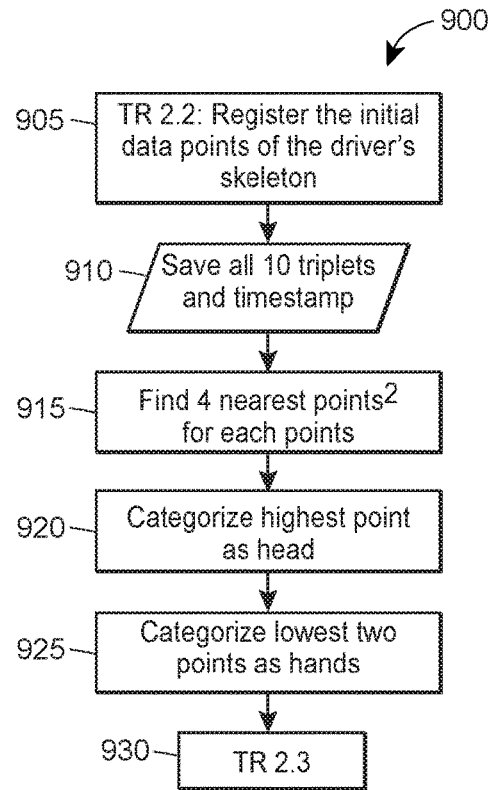 900
905
TR 2.2: Register the initial
data points of the driver's
skeleton
910
Save all 10 triplets
and timestamp
915
Find 4 nearest points2
for each points
920
Categorize highest point
as head
925
Categorize lowest two
points as hands
930
TR 2.3